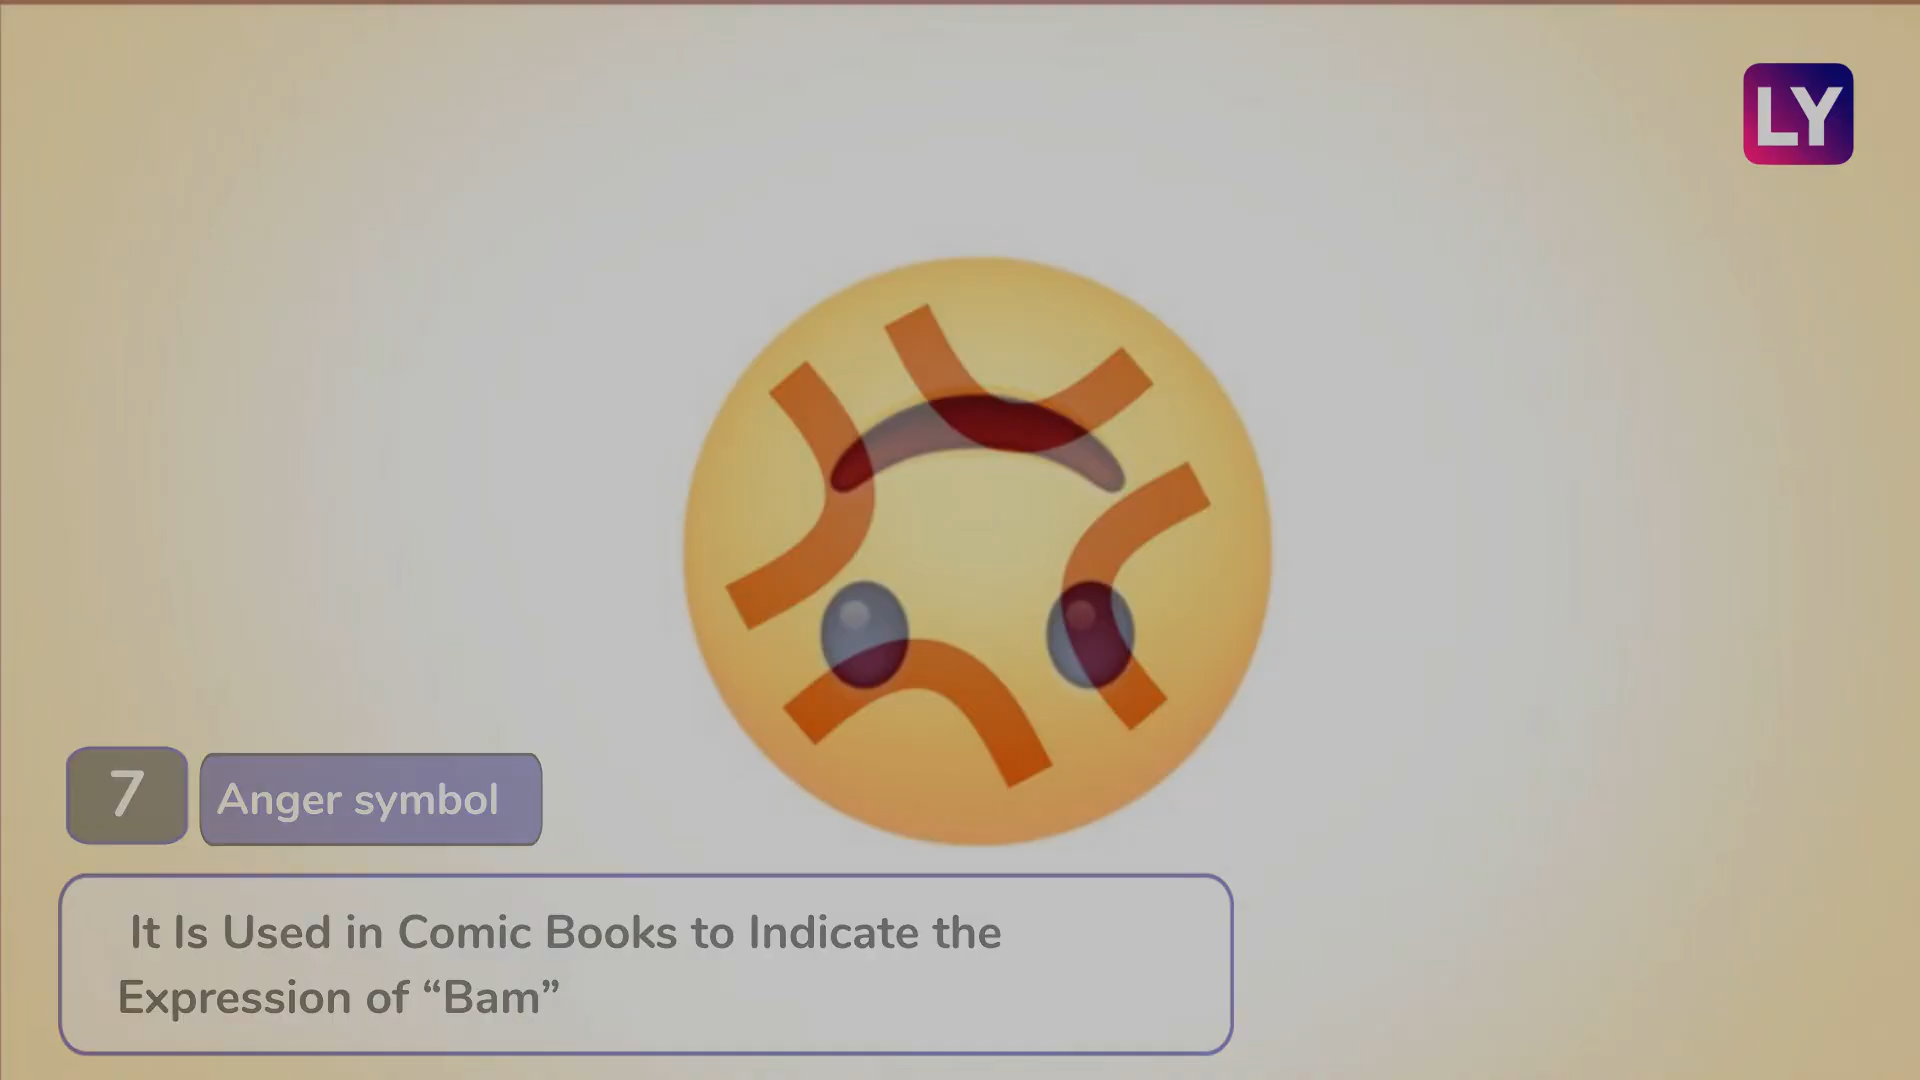 LY
7
Anger symbol
It Is Used in Comic Books to Indicate the
Expression of “Bam”